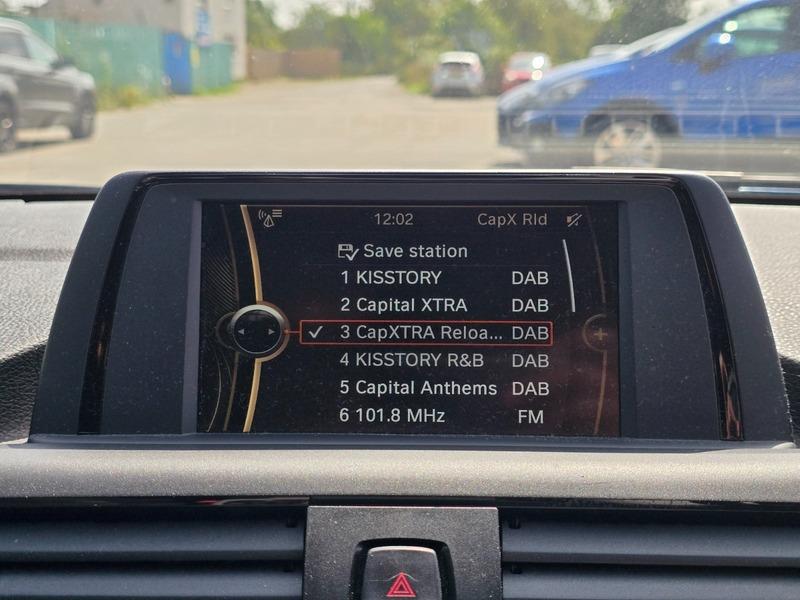 12:02 CapX Rld
Save station
1 KISSTORY DAB
2 Capital XTRA DAB
3 CapXTRA Reloa... DAB
4 KISSTORY R&B DAB
5 Capital Anthems DAB
6 101.8 MHz FM